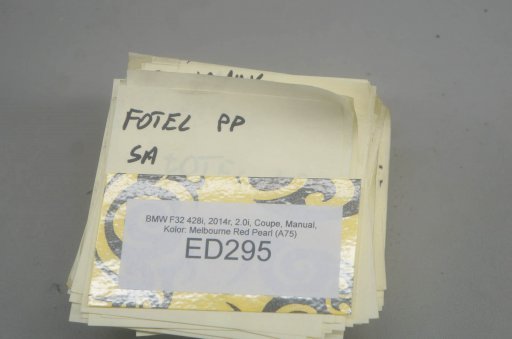 FOTEL PP
SA
BMW F32 428i, 2014r, 2.0i, Coupe, Manual,
Kolor: Melbourne Red Pearl (A75)
ED295